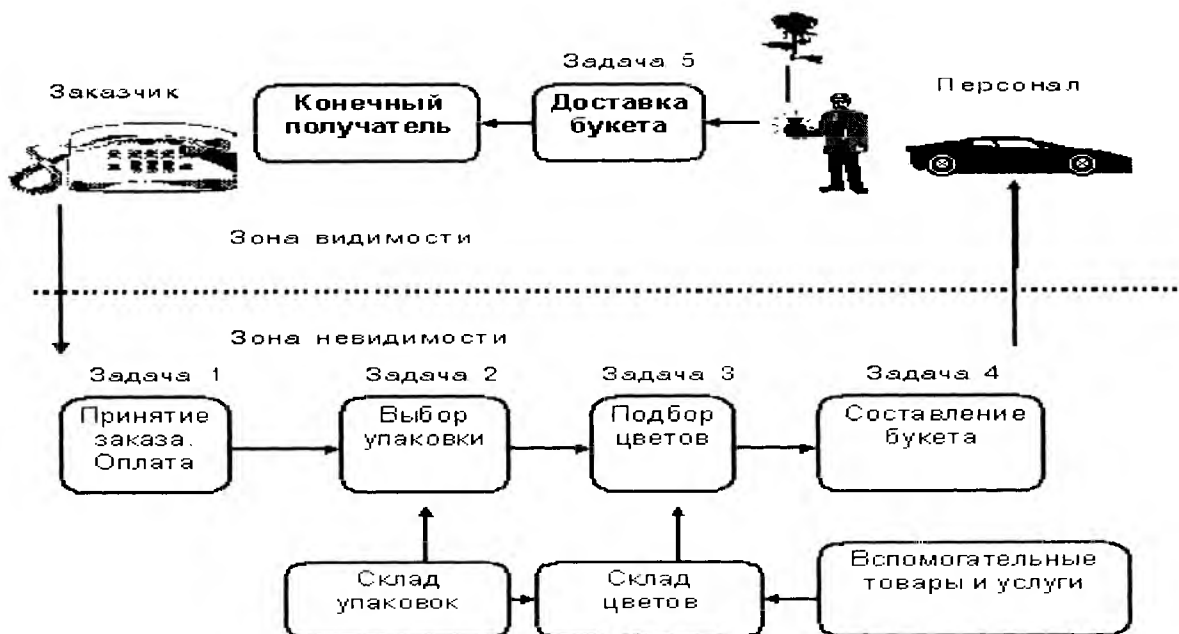 Задача 5
Заказчик
Персонал
Конечный
получатель
Доставка
букета
Зона видимости
Зона невидимости
Задача 1
Задача 2
Задача 3
Задача 4
Принятие
заказа.
Оплата
Выбор
упаковки
Подбор
цветов
Составление
букета
Склад
упаковок
Склад
цветов
Вспомогательные
товары и услуги